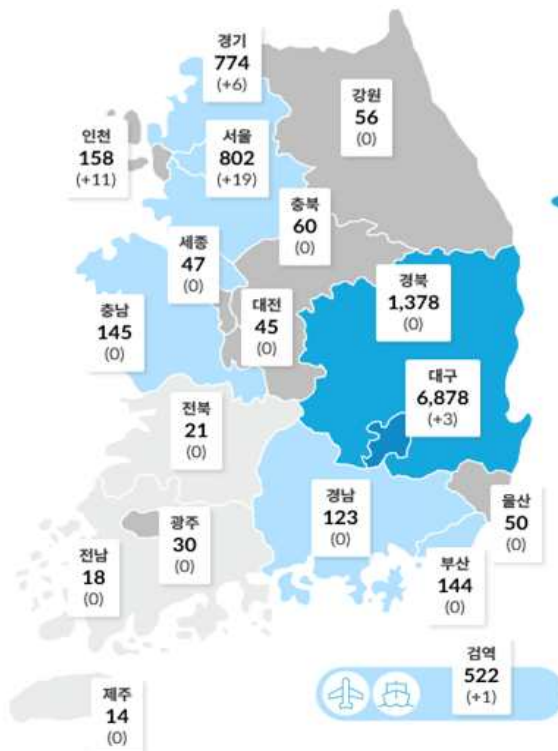 경기
774
(+6)
강원
56
(0)
인천
158
(+11)
서울
802
(+19)
충북
60
(0)
세종
47
(0)
경북
1,378
(0)
대전
45
(0)
충남
145
(0)
대구
6,878
(+3)
전북
21
(0)
경남
123
(0)
울산
50
(0)
광주
30
(0)
전남
18
(0)
부산
144
(0)
검역
522
(+1)
제주
14
(0)